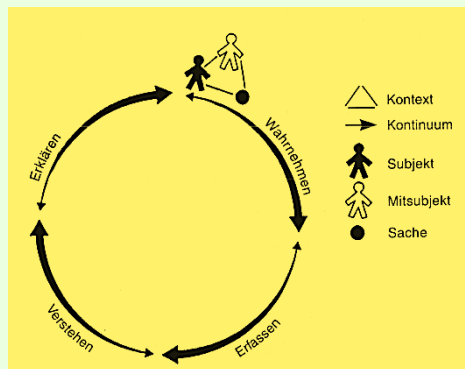 Erklären
Wahrnehmen
Verstehen
Erfassen
Kontext
Kontinuum
Subjekt
Mitsubjekt
Sache